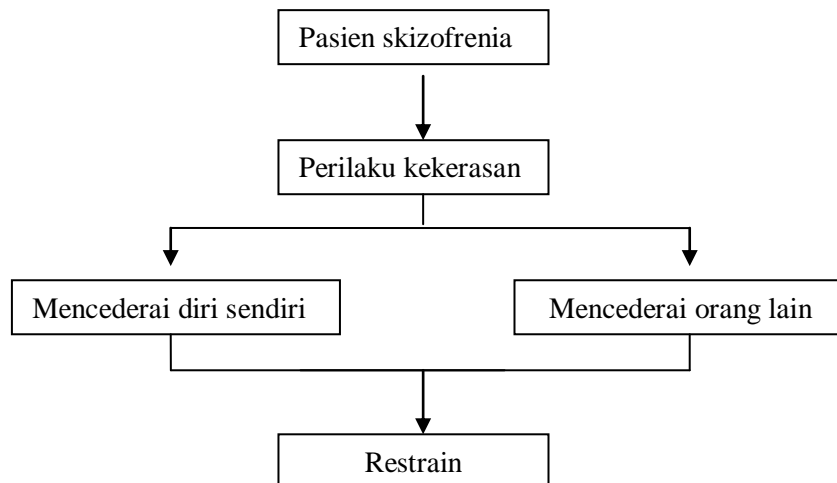 Pasien skizofrenia
Perilaku kekerasan
Mencederai diri sendiri
Mencederai orang lain
Restrain